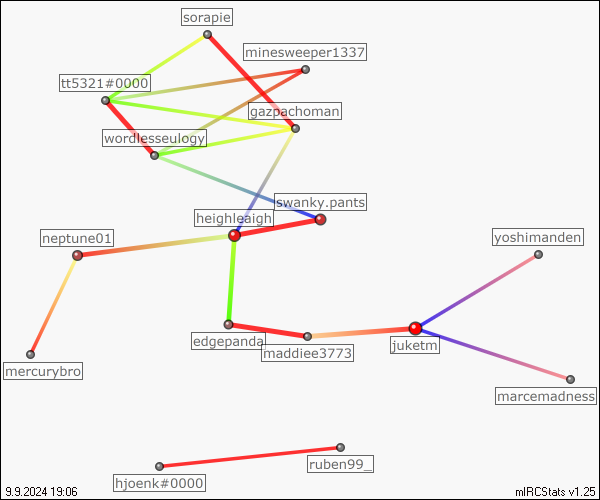 sorapie
minesweeper1337
tt5321#0000
gazpachoman
wordlesseulogy
swanky.pants
heighleaigh
neptune01
yoshimanden
edgepanda
juketm
maddiee3773
mercurybro
marcemadness
ruben99_
hjoenk#0000
9.9.2024 19:06
mIRCStats v1.25